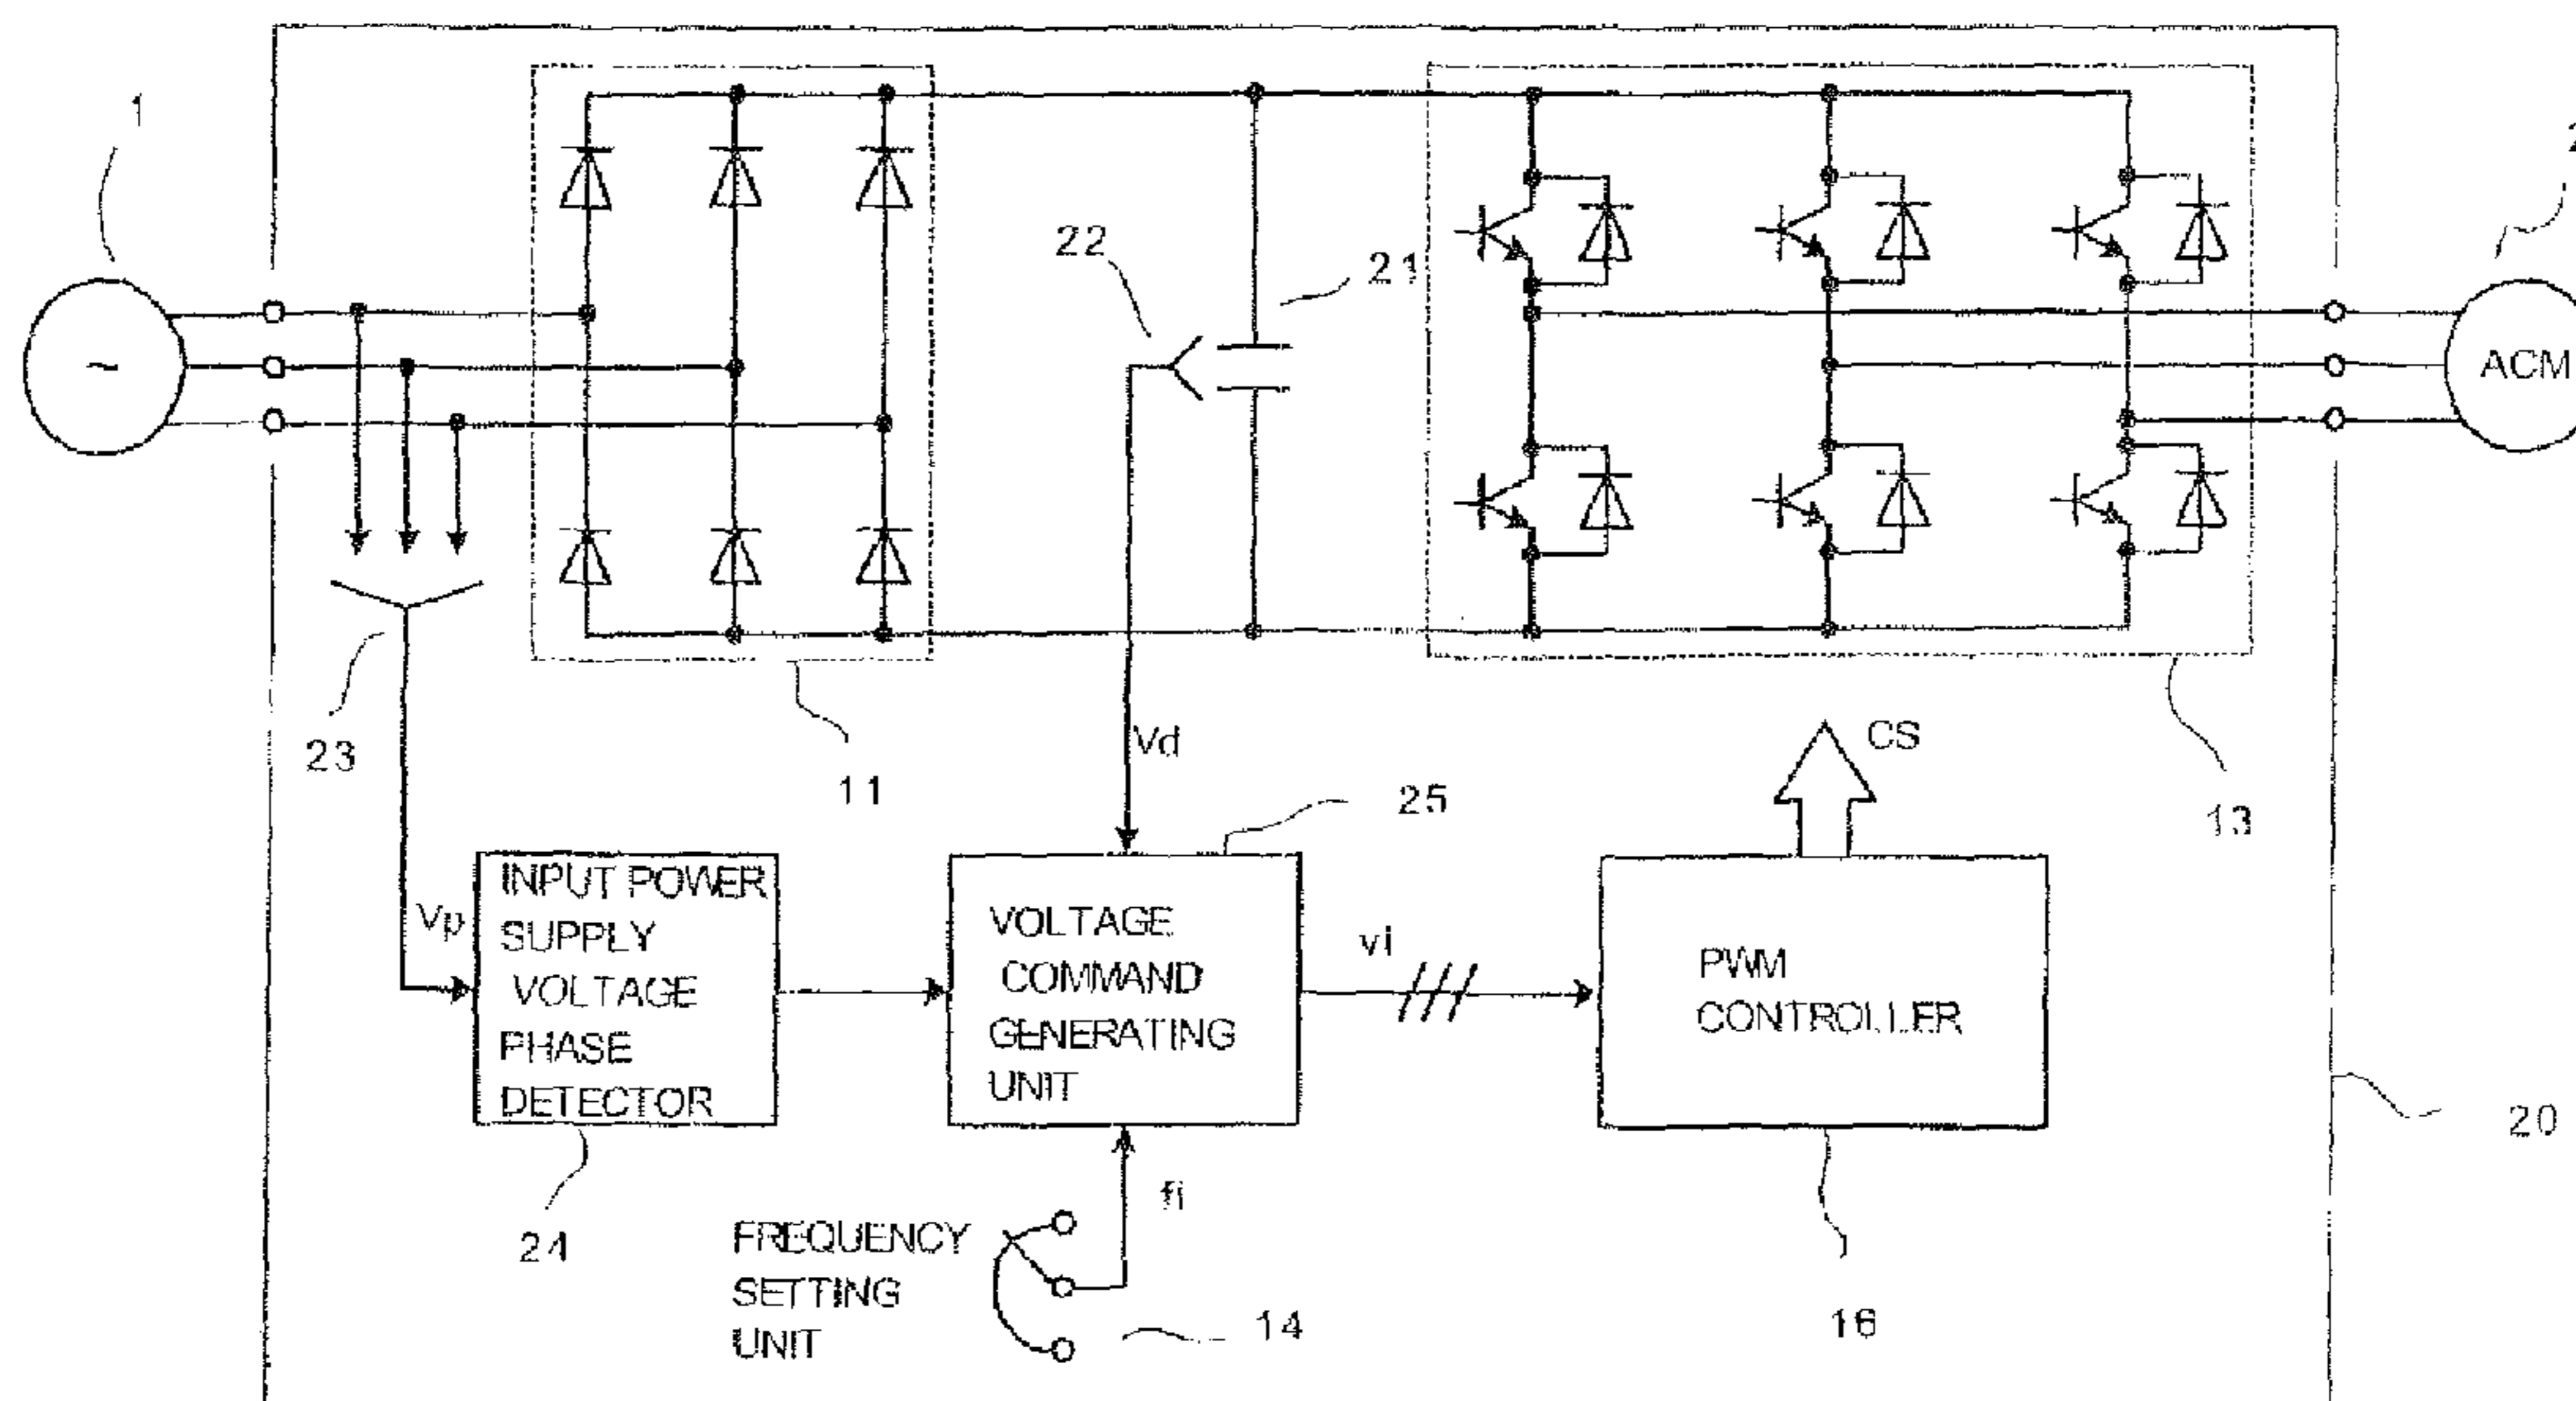 1
2
22
21
~
ACM
23
Vd
CS
11
25
13
INPUT POWER
SUPPLY
VOLTAGE
PHASE
DETECTOR
Vp
VOLTAGE
COMMAND
GENERATING
UNIT
vi
PWM
CONTROLLER
20
24
fi
FREQUENCY
SETTING
UNIT
14
16